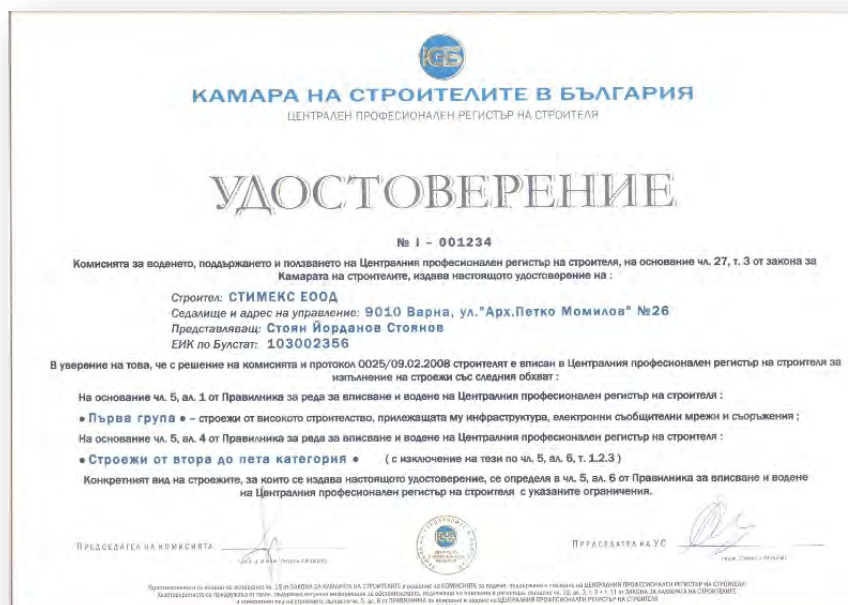 КСБ
КАМАРА НА СТРОИТЕЛИТЕ В БЪЛГАРИЯ
ЦЕНТРАЛЕН ПРОФЕСИОНАЛЕН РЕГИСТЪР НА СТРОИТЕЛЯ
УДОСТОВЕРЕНИЕ
№ I – 001234
Комисията за воденето, поддържането и ползването на Централния професионален регистър на строителя, на основание чл. 27, т. 3 от закона за
Камарата на строителите, издава настоящото удостоверение на :
Строител: СТИМЕКС ЕООД
Седалище и адрес на управление: 9010 Варна, ул."Арх.Петко Момилов" №26
Представляващ: Стоян Йорданов Стоянов
ЕИК по Булстат: 103002356
В уверение на това, че с решение на комисията и протокол 0025/09.02.2008 строителят е вписан в Централния професионален регистър на строителя за
изпълнение на строежи със следния обхват :
На основание чл. 5, ал. 1 от Правилника за реда за вписване и водене на Централния професионален регистър на строителя :
• Първа група • – строежи от високото строителство, прилежащата му инфраструктура, електронни съобщителни мрежи и съоръжения ;
На основание чл. 5, ал. 4 от Правилника за реда за вписване и водене на Централния професионален регистър на строителя :
• Строежи от втора до пета категория • ( с изключение на тези по чл. 5, ал. 6, т. 1.2.3 )
Конкретният вид на строежите, за които се издава настоящото удостоверение, се определя в чл. 5, ал. 6 от Правилника за вписване и водене
на Централния професионален регистър на строителя с указаните ограничения.
ПРЕДСЕДАТЕЛ НА КОМИСИЯТА
ПРЕДСЕДАТЕЛ НА УС